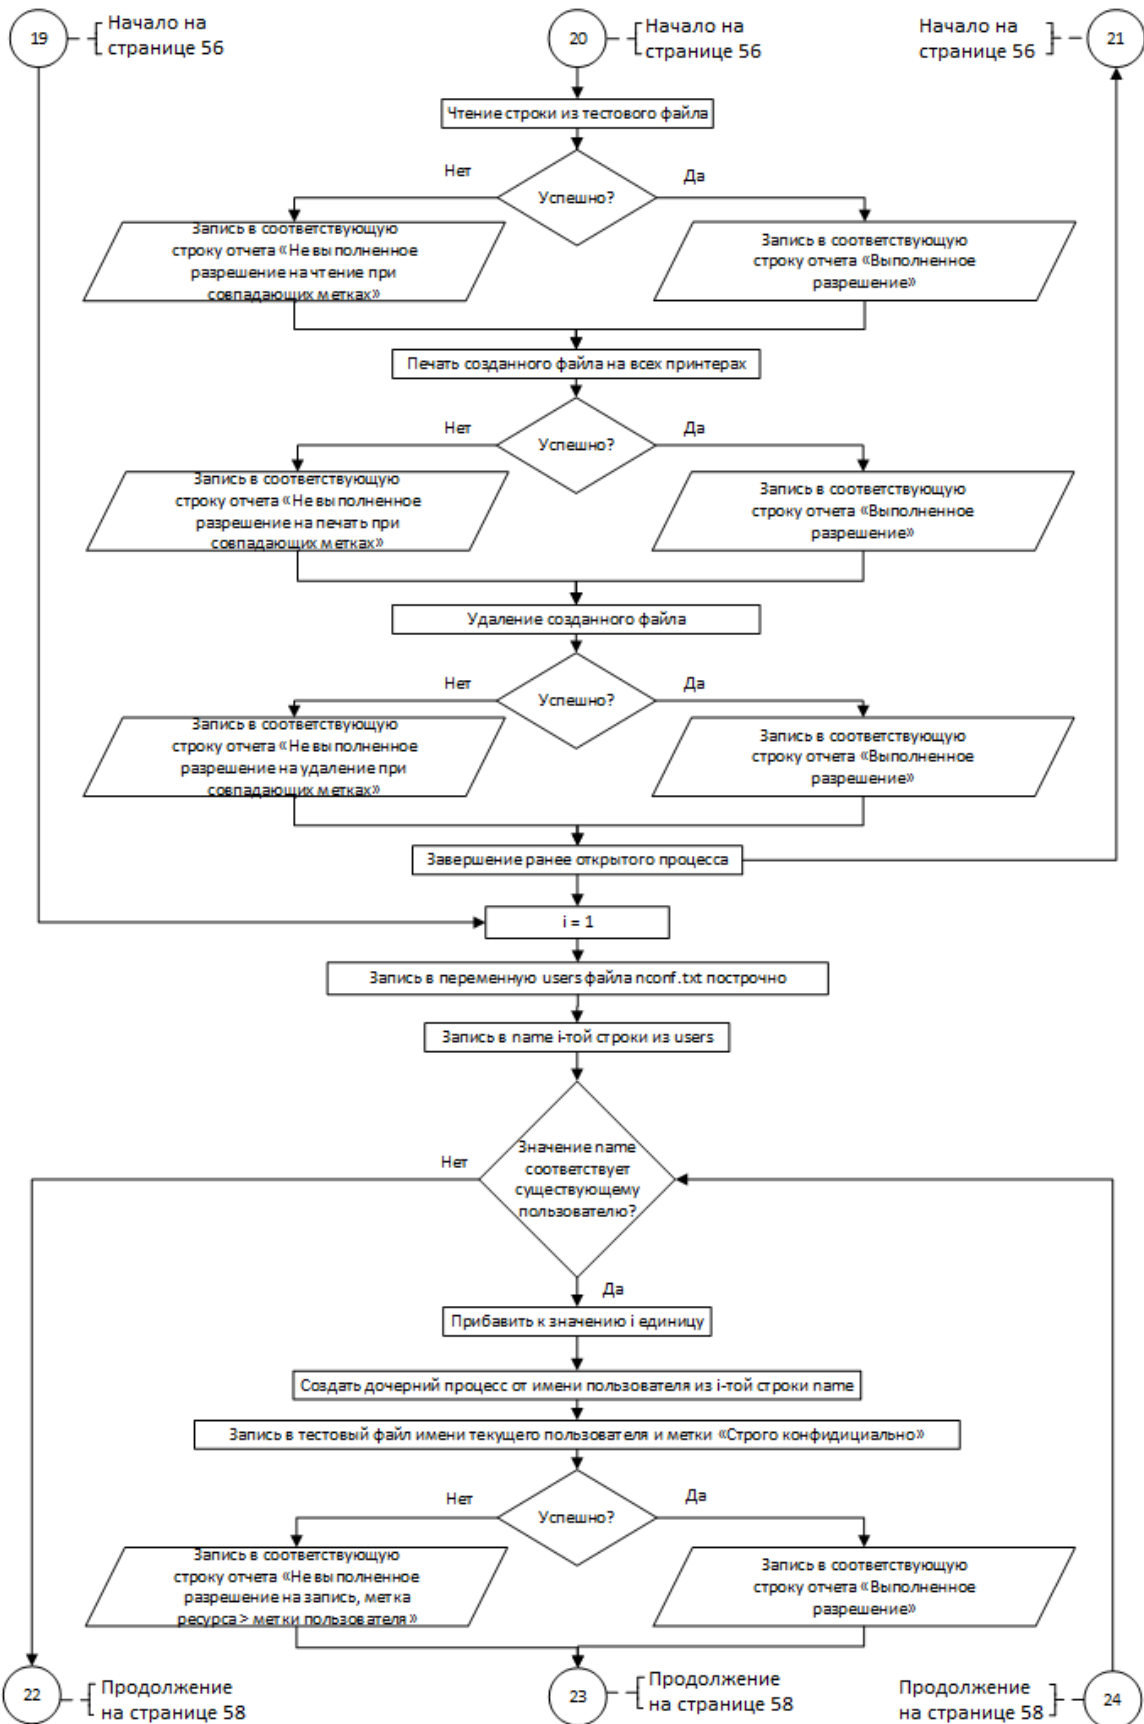 19
Начало на
странице 56
20
Начало на
странице 56
Начало на
странице 56
21
Чтение строки из тестового файла
Нет
Успешно?
Да
Запись в соответствующую
строку отчета «Не выполненное
разрешение на чтение при
совпадающих метках»
Запись в соответствующую
строку отчета «Выполненное
разрешение»
Печать созданного файла на всех принтерах
Нет
Успешно?
Да
Запись в соответствующую
строку отчета «Не выполненное
разрешение на печать при
совпадающих метках»
Запись в соответствующую
строку отчета «Выполненное
разрешение»
Удаление созданного файла
Нет
Успешно?
Да
Запись в соответствующую
строку отчета «Не выполненное
разрешение на удаление при
совпадающих метках»
Запись в соответствующую
строку отчета «Выполненное
разрешение»
Завершение ранее открытого процесса
i = 1
Запись в переменную users файла nconf.txt построчно
Запись в name i-той строки из users
Нет
Значение name
соответствует
существующему
пользователю?
Да
Прибавить к значению i единицу
Создать дочерний процесс от имени пользователя из i-той строки name
Запись в тестовый файл имени текущего пользователя и метки «Строго конфидициально»
Нет
Успешно?
Да
Запись в соответствующую
строку отчета «Не выполненное
разрешение на запись, метка
ресурса > метки пользователя»
Запись в соответствующую
строку отчета «Выполненное
разрешение»
22
Продолжение
на странице 58
23
Продолжение
на странице 58
Продолжение
на странице 58
24